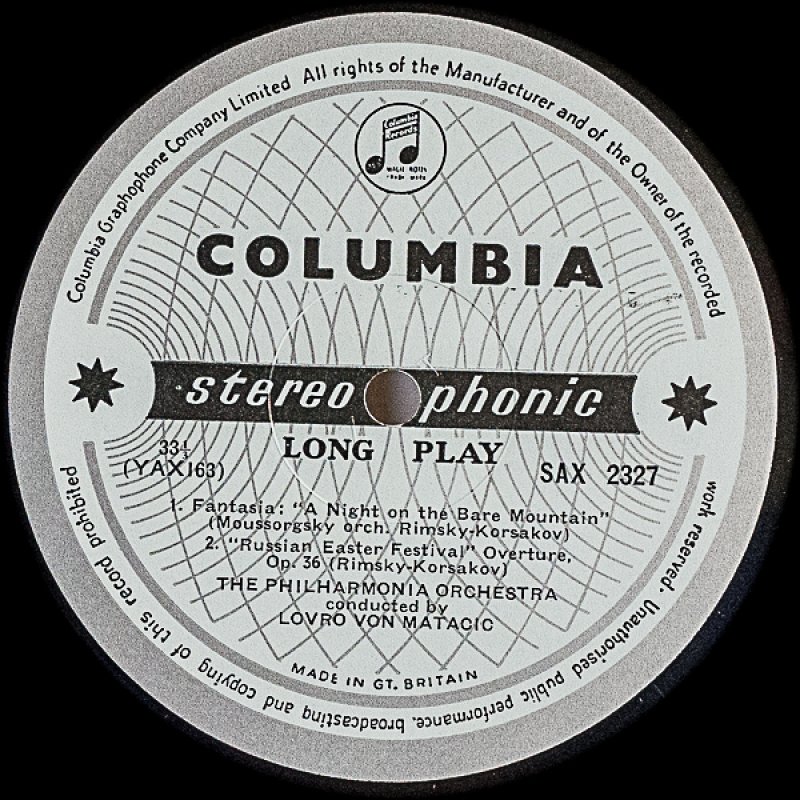 Columbia Graphophone Company Limited All rights of the Manufacturer and of the Owner of the recorded
work reserved. Unauthorised public performance, broadcasting and copying of this record prohibited
Columbia
Records
COLUMBIA
stereophonic
33⅓
LONG PLAY
(YAX163)
SAX 2327
1. Fantasia: "A Night on the Bare Mountain"
(Moussorgsky orch. Rimsky-Korsakov)
2. "Russian Easter Festival" Overture,
Op. 36 (Rimsky-Korsakov)
THE PHILHARMONIA ORCHESTRA
conducted by
LOVRO VON MATACIC
MADE IN GT. BRITAIN